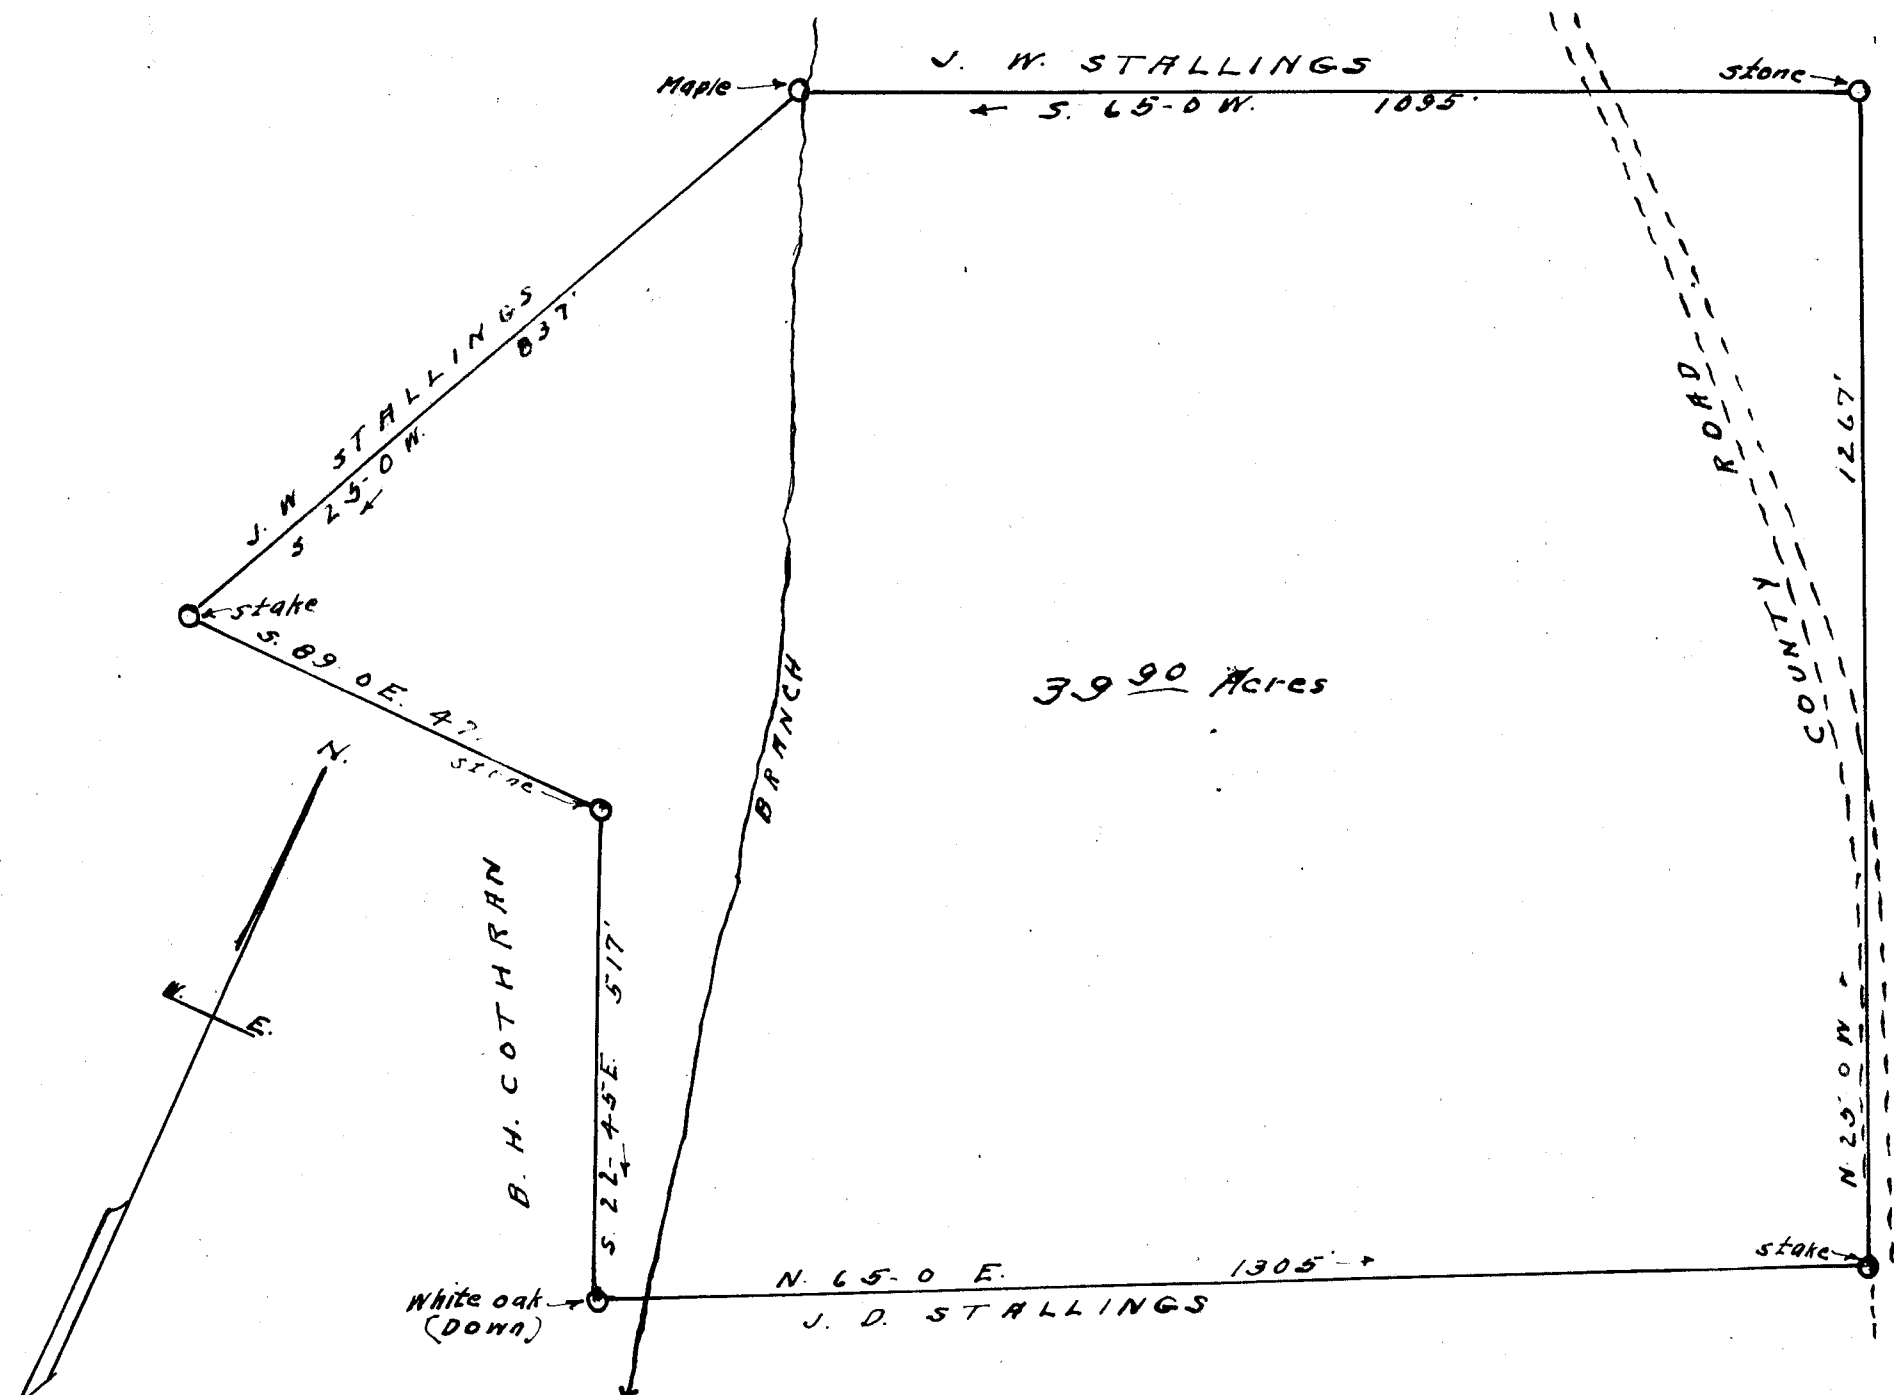 J. W. STALLINGS
Maple
stone
← S. 65-0 W. 1095'
J. W STALLINGS
837'
S 25-0 W.
1267'
COUNTY ROAD
stake
S. 89. 0 E. 47
stone
39 90 Acres
BRANCH
N.
W.
E.
B. H. COTHRAN
S. 22-45 E. 517'
N. 25 0 W
stake
N. 65-0 E. 1305' →
White oak
(Down)
J. D. STALLINGS